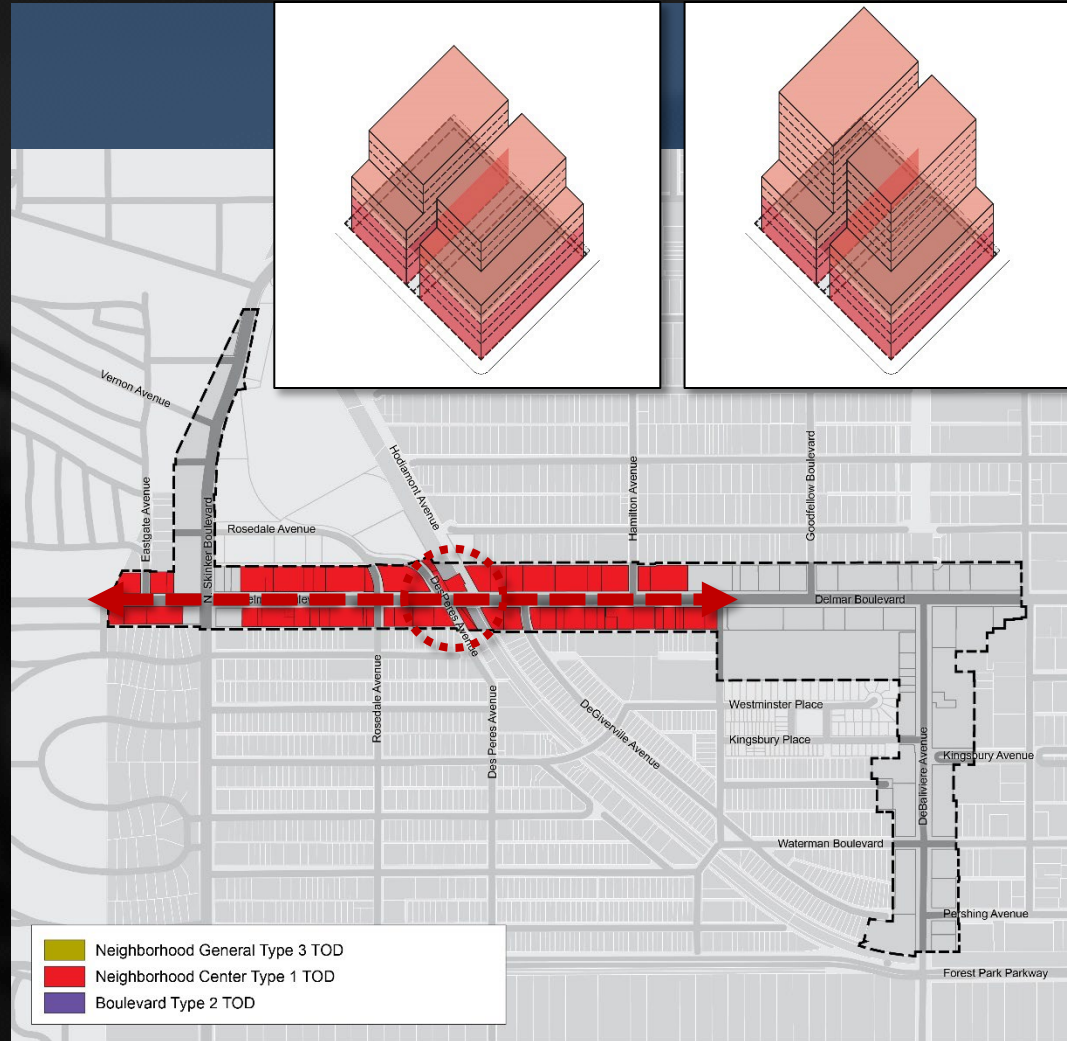 Vernon Avenue
Hodiamont Avenue
Hamilton Avenue
Goodfellow Boulevard
Eastgate Avenue
N. Skinker Boulevard
Rosedale Avenue
DesPeres Avenue
Delmar Boulevard
Rosedale Avenue
Des Peres Avenue
DeGiverville Avenue
Westminster Place
Kingsbury Place
Kingsbury Avenue
DeBaliviere Avenue
Waterman Boulevard
Pershing Avenue
Forest Park Parkway
Neighborhood General Type 3 TOD
Neighborhood Center Type 1 TOD
Boulevard Type 2 TOD